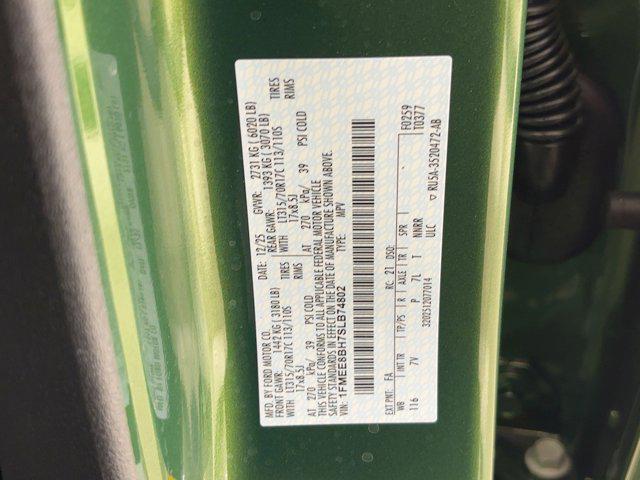 MFD. BY FORD MOTOR CO.
DATE: 12/25 GVWR: 2731 KG ( 6020 LB)
FRONT GAWR: 1442 KG ( 3180 LB) REAR GAWR: 1393 KG ( 3070 LB)
WITH LT315/70R17C 113/110S TIRES WITH LT315/70R17C 113/110S TIRES
17x8.5J RIMS 17x8.5J RIMS
AT 270 kPa/ 39 PSI COLD AT 270 kPa/ 39 PSI COLD
THIS VEHICLE CONFORMS TO ALL APPLICABLE FEDERAL MOTOR VEHICLE
SAFETY STANDARDS IN EFFECT ON THE DATE OF MANUFACTURE SHOWN ABOVE.
VIN: 1FMEE8BH7SLB74802 TYPE: MPV
EXT PNT: FA RC: 21 DSO: F0259
WB INT TR TP/PS R AXLE TR SPR T0377
116 7V P 7L T NNRR
3202512077014 ULC ▽ RU5A-3520472-AB